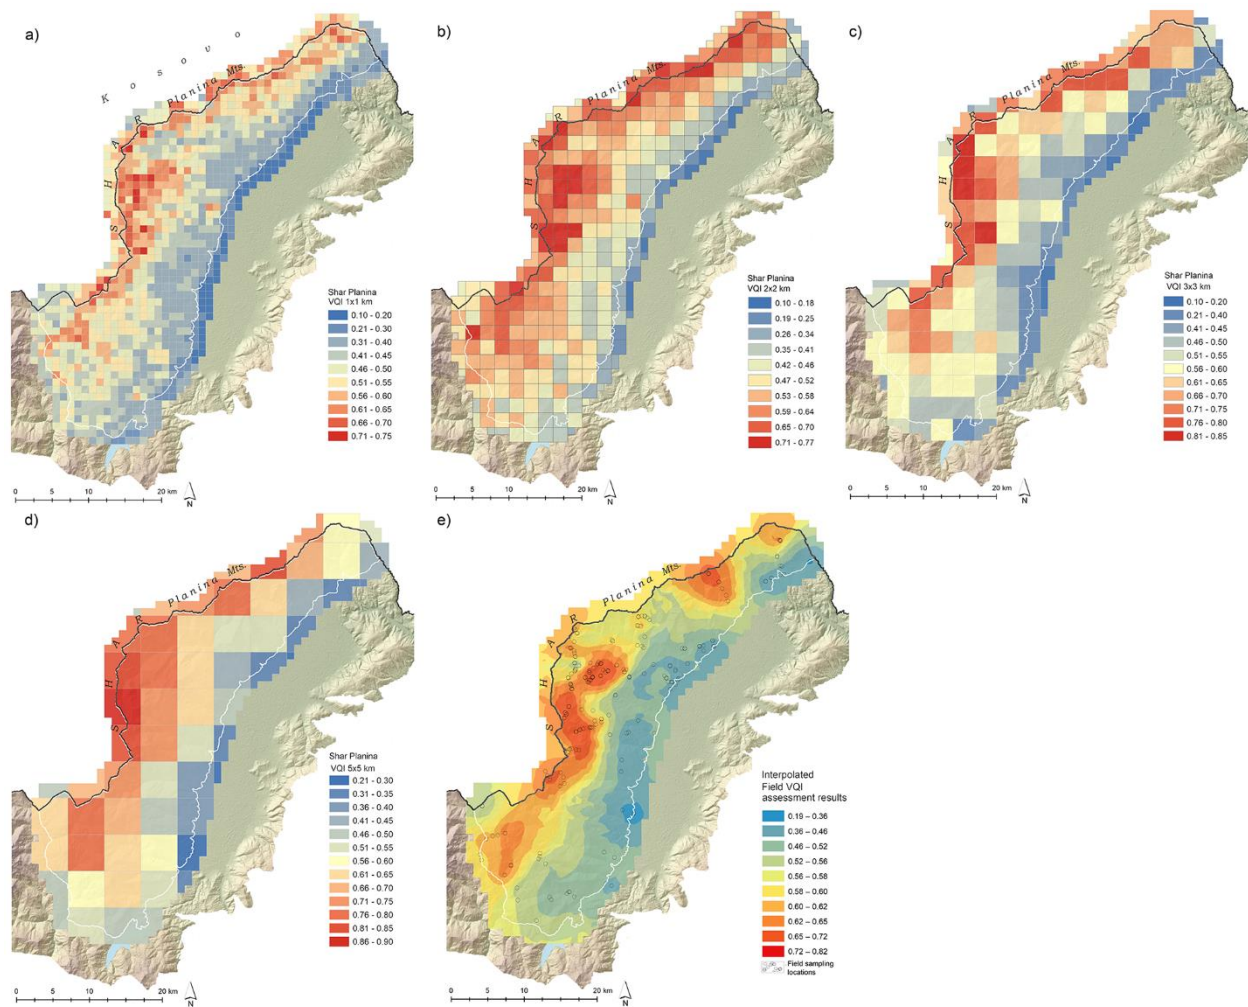 a)
K o s o v o
S H A R Planina Mts.
Shar Planina
VQI 1x1 km
0.10 - 0.20
0.21 - 0.30
0.31 - 0.40
0.41 - 0.45
0.46 - 0.50
0.51 - 0.55
0.56 - 0.60
0.61 - 0.65
0.66 - 0.70
0.71 - 0.75
0 5 10 20 km
N
b)
S H A R Planina Mts.
Shar Planina
VQI 2x2 km
0.10 - 0.18
0.19 - 0.25
0.26 - 0.34
0.35 - 0.41
0.42 - 0.46
0.47 - 0.52
0.53 - 0.58
0.59 - 0.64
0.65 - 0.70
0.71 - 0.77
0 5 10 20 km
N
c)
S H A R Planina Mts.
Shar Planina
VQI 3x3 km
0.10 - 0.20
0.21 - 0.40
0.41 - 0.45
0.46 - 0.50
0.51 - 0.55
0.56 - 0.60
0.61 - 0.65
0.66 - 0.70
0.71 - 0.75
0.76 - 0.80
0.81 - 0.85
0 5 10 20 km
N
d)
S H A R Planina Mts.
Shar Planina
VQI 5x5 km
0.21 - 0.30
0.31 - 0.35
0.36 - 0.40
0.41 - 0.45
0.46 - 0.50
0.51 - 0.55
0.56 - 0.60
0.61 - 0.65
0.66 - 0.70
0.71 - 0.75
0.76 - 0.80
0.81 - 0.85
0.86 - 0.90
0 5 10 20 km
N
e)
S H A R Planina Mts.
Interpolated
Field VQI
assessment results
0.19 – 0.36
0.36 – 0.46
0.46 – 0.52
0.52 – 0.56
0.56 – 0.58
0.58 – 0.60
0.60 – 0.62
0.62 – 0.65
0.65 – 0.72
0.72 – 0.82
Field sampling
locations
0 5 10 20 km
N